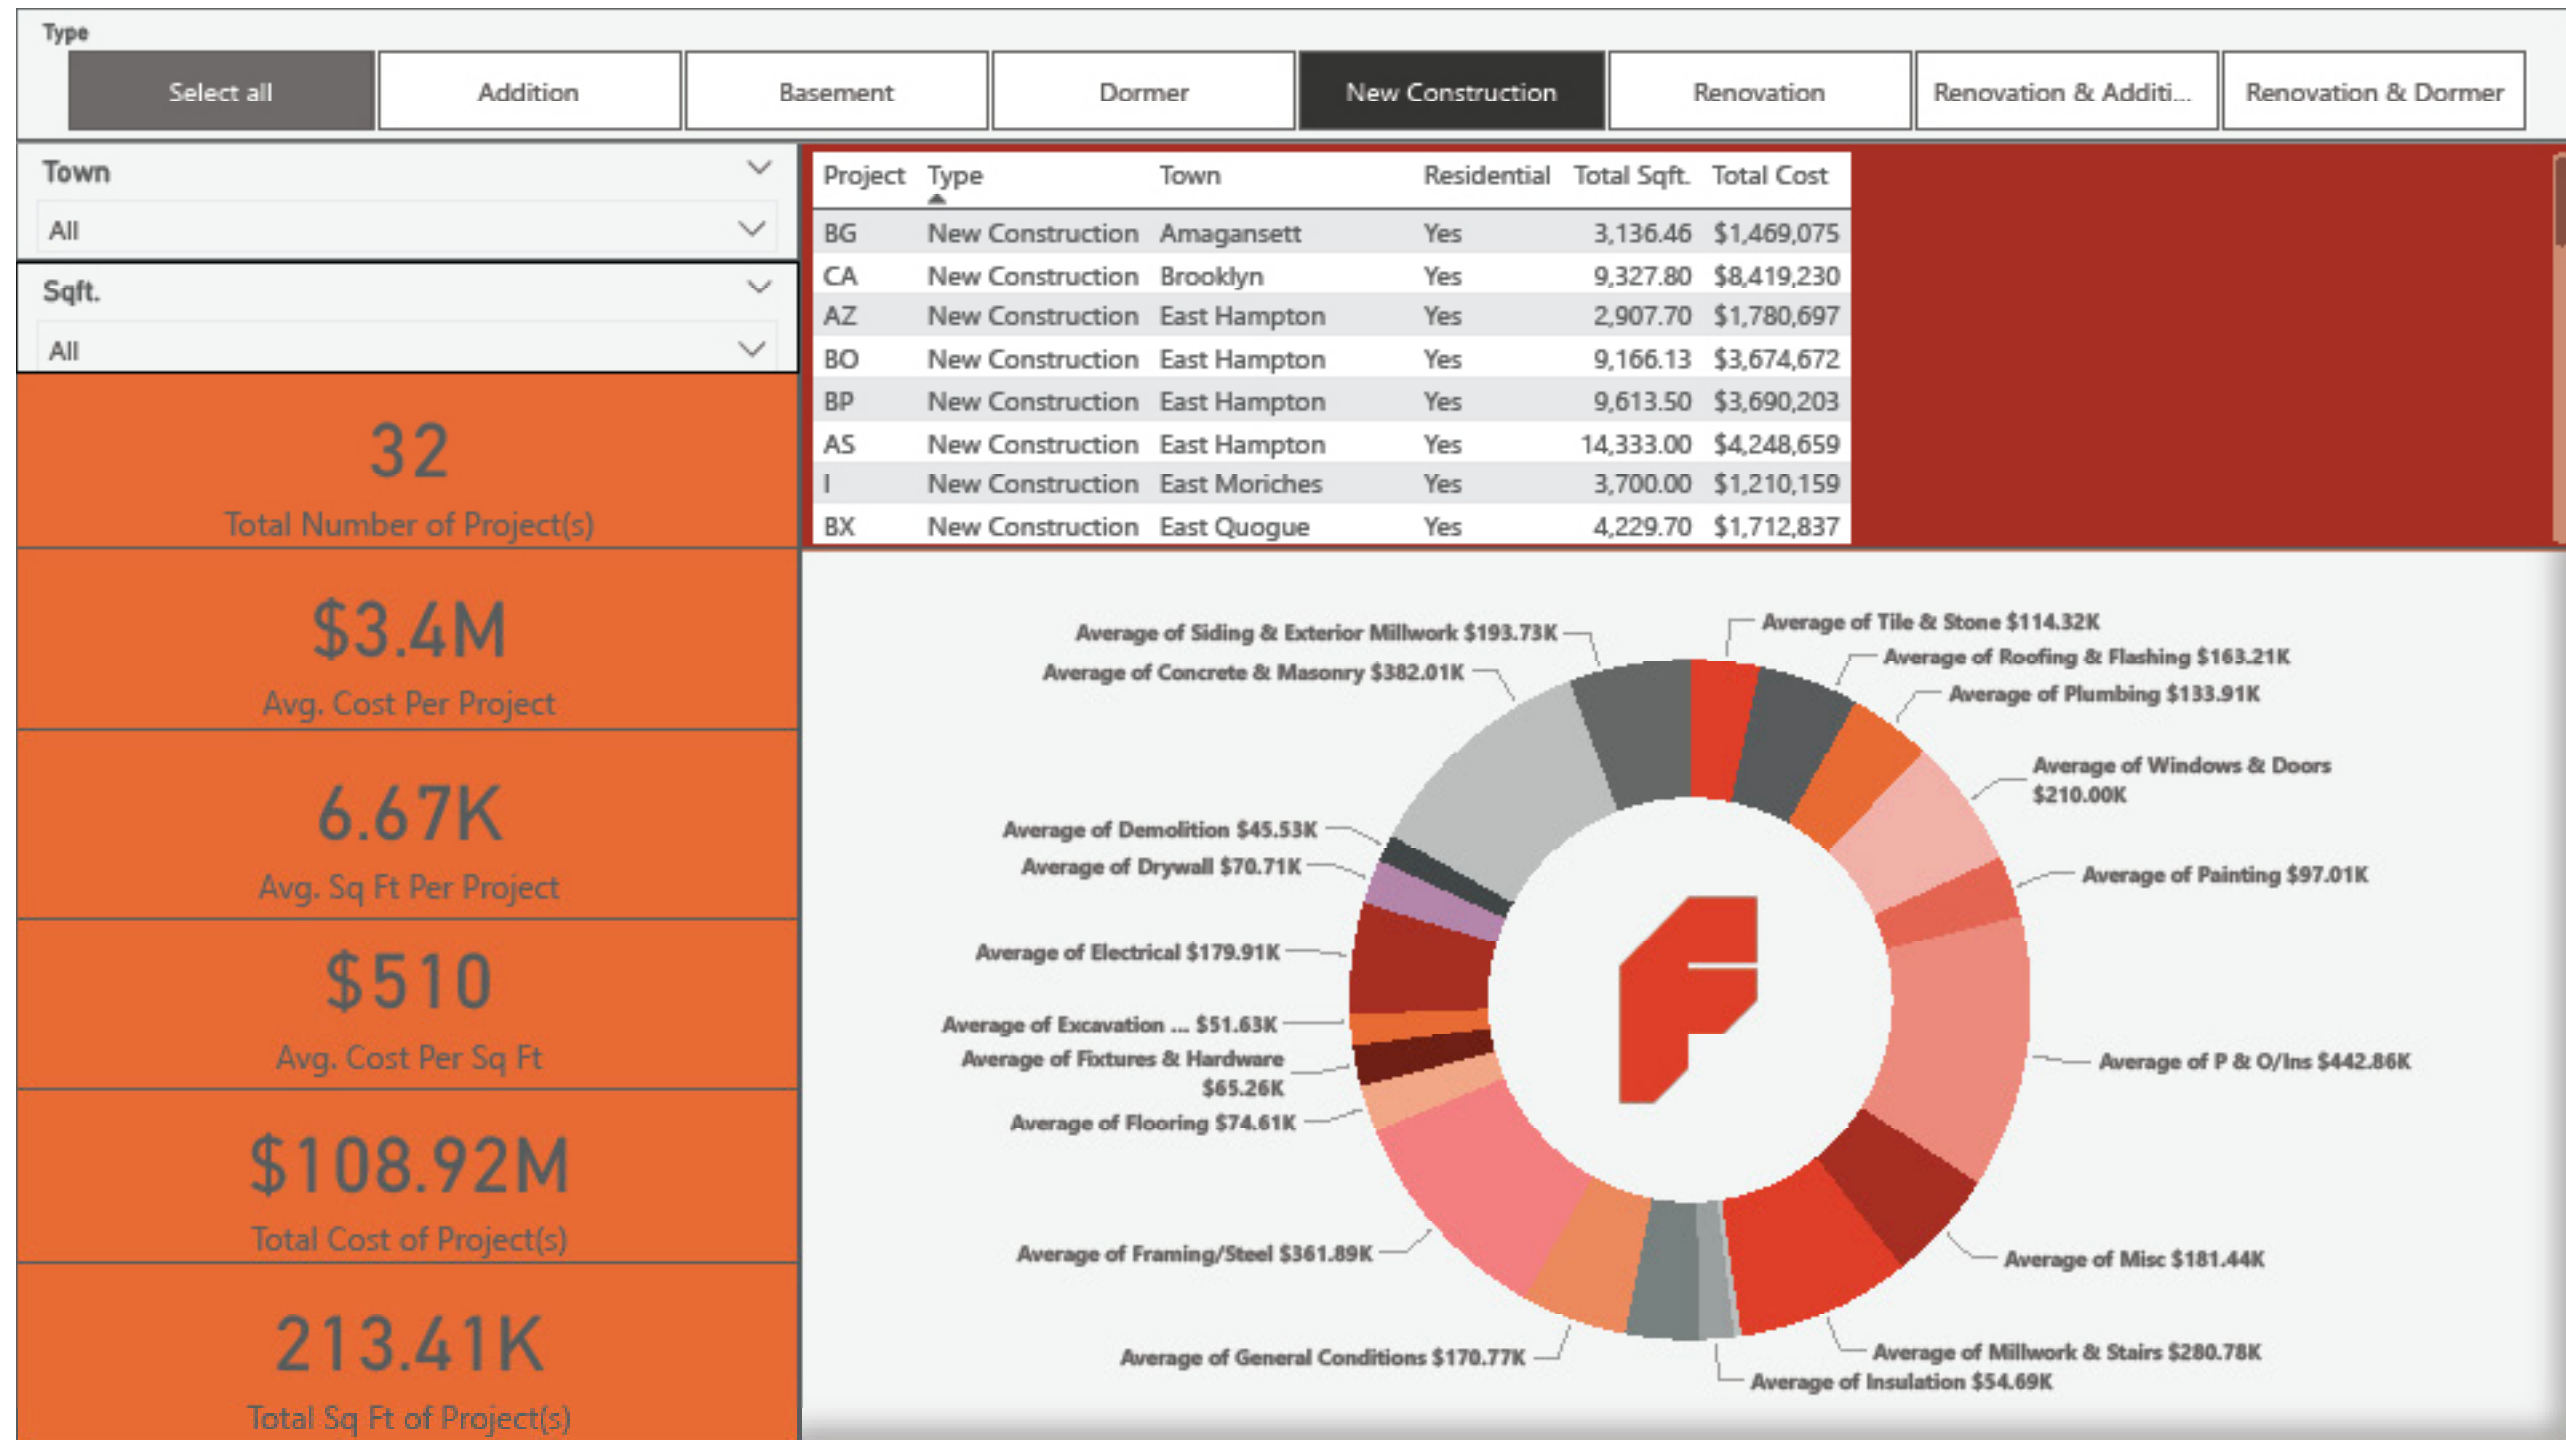 Type
Select all Addition Basement Dormer New Construction Renovation Renovation & Additi... Renovation & Dormer
Town
All
Sqft.
All
32
Total Number of Project(s)
$3.4M
Avg. Cost Per Project
6.67K
Avg. Sq Ft Per Project
$510
Avg. Cost Per Sq Ft
$108.92M
Total Cost of Project(s)
213.41K
Total Sq Ft of Project(s)
Project Type Town Residential Total Sqft. Total Cost
BG New Construction Amagansett Yes 3,136.46 $1,469,075
CA New Construction Brooklyn Yes 9,327.80 $8,419,230
AZ New Construction East Hampton Yes 2,907.70 $1,780,697
BO New Construction East Hampton Yes 9,166.13 $3,674,672
BP New Construction East Hampton Yes 9,613.50 $3,690,203
AS New Construction East Hampton Yes 14,333.00 $4,248,659
I New Construction East Moriches Yes 3,700.00 $1,210,159
BX New Construction East Quogue Yes 4,229.70 $1,712,837
Average of Tile & Stone $114.32K
Average of Roofing & Flashing $163.21K
Average of Plumbing $133.91K
Average of Windows & Doors
$210.00K
Average of Painting $97.01K
Average of P & O/Ins $442.86K
Average of Misc $181.44K
Average of Millwork & Stairs $280.78K
Average of Insulation $54.69K
Average of General Conditions $170.77K
Average of Framing/Steel $361.89K
Average of Flooring $74.61K
Average of Fixtures & Hardware
$65.26K
Average of Excavation ... $51.63K
Average of Electrical $179.91K
Average of Drywall $70.71K
Average of Demolition $45.53K
Average of Concrete & Masonry $382.01K
Average of Siding & Exterior Millwork $193.73K
F